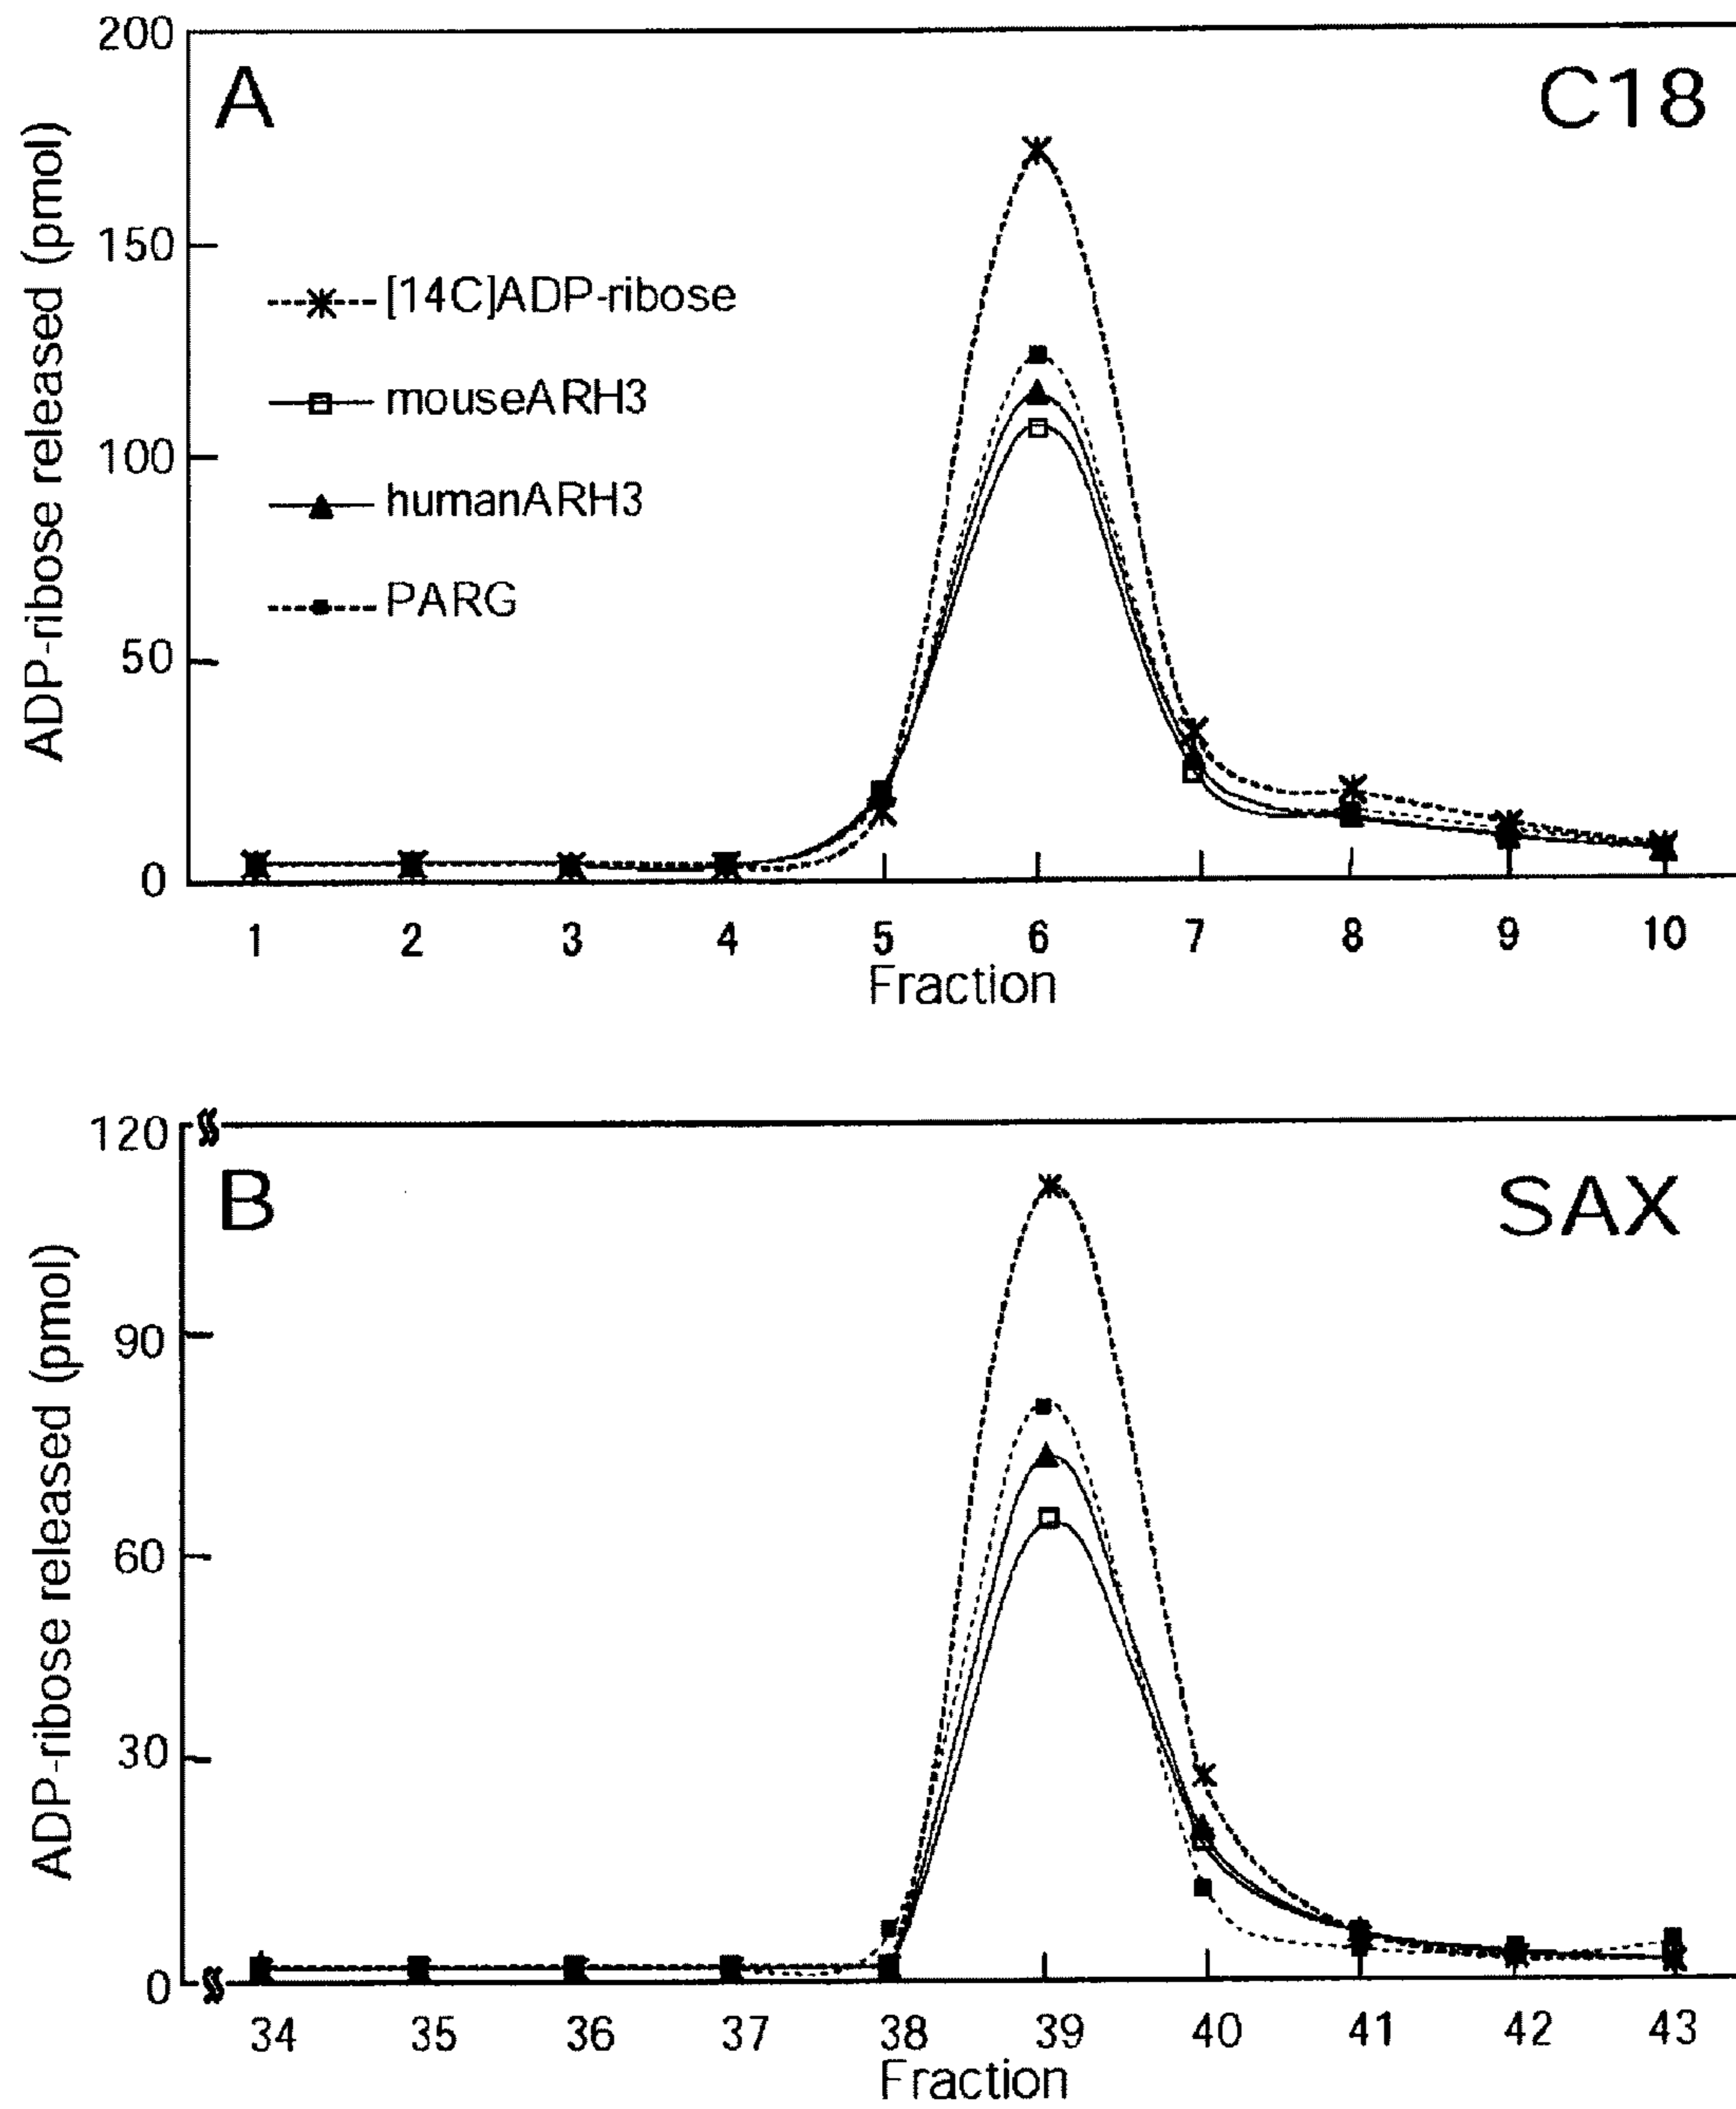 A
C18
ADP-ribose released (pmol)
200
150
100
50
0
[14C]ADP-ribose
mouseARH3
humanARH3
PARG
1 2 3 4 5 6 7 8 9 10
Fraction
B
SAX
ADP-ribose released (pmol)
120
90
60
30
0
34 35 36 37 38 39 40 41 42 43
Fraction